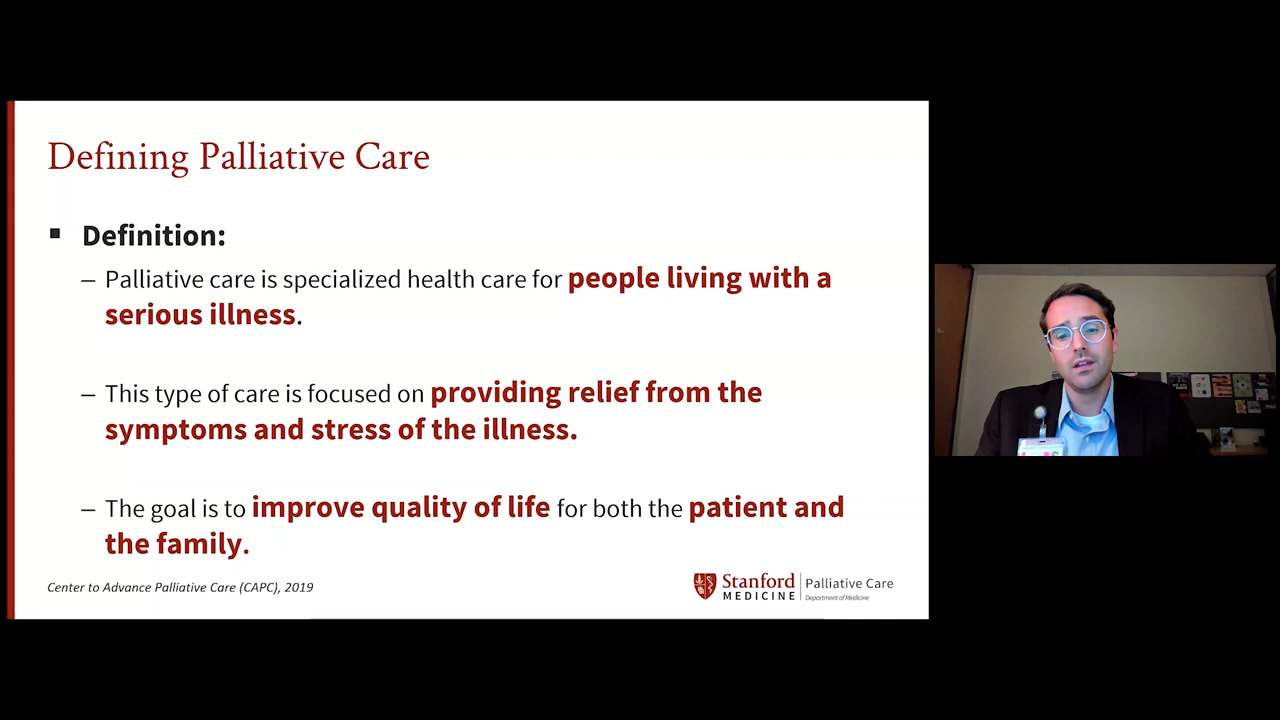 Defining Palliative Care
▪ Definition:
– Palliative care is specialized health care for people living with a
serious illness.
– This type of care is focused on providing relief from the
symptoms and stress of the illness.
– The goal is to improve quality of life for both the patient and
the family.
Center to Advance Palliative Care (CAPC), 2019
Stanford
MEDICINE
Palliative Care
Department of Medicine